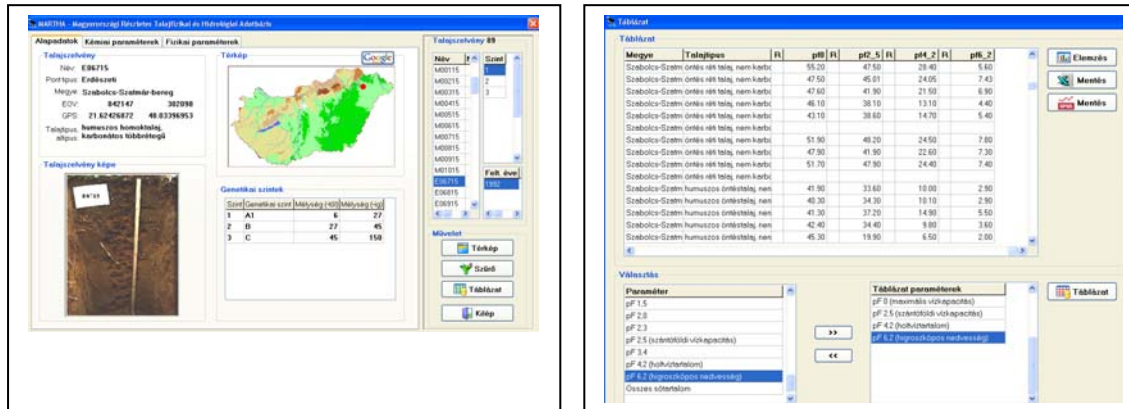 MARTHA - Magyarországi Részletes Talajfizikai és Hidrológiai Adatbázis
Alapadatok Kémiai paraméterek Fizikai paraméterek
Talajszelvény
Név: E06715
Ponttípus: Erdészeti
Megye: Szabolcs-Szatmár-bereg
EOV: 842147 302098
GPS: 21.62426872 48.03396953
Talajtípus, altípus: humuszos homoktalaj, karbonátos többrétegű
Térkép
Google
Talajszelvény képe
Genetikai szintek
Szint Genetikai szint Mélység (-tól) Mélység (-ig)
1 A1 6 27
2 B 27 45
3 C 45 150
Talajszelvény 89
Név
M00115
M00215
M00315
M00415
M00515
M00615
M00715
M00815
M00915
M01015
E06715
E06815
E06915
Szint
1
2
3
Felt. éve
1992
Művelet
Térkép
Szűrő
Táblázat
Kilép
Táblázat
Táblázat
Megye Talajtípus R pf0 R pf2_5 R pf4_2 R pf6_2
Szabolcs-Szatm öntés réti talaj, nem karbo 55.20 47.50 28.40 5.60
Szabolcs-Szatm öntés réti talaj, nem karbo 47.50 45.01 24.05 7.43
Szabolcs-Szatm öntés réti talaj, nem karbo 47.60 41.90 21.50 6.90
Szabolcs-Szatm öntés réti talaj, nem karbo 46.10 38.10 13.10 4.40
Szabolcs-Szatm öntés réti talaj, nem karbo 43.10 38.60 14.70 5.40
Szabolcs-Szatm öntés réti talaj, nem karbo
Szabolcs-Szatm öntés réti talaj, nem karbo 51.90 48.20 24.50 7.80
Szabolcs-Szatm öntés réti talaj, nem karbo 47.90 41.90 22.60 7.30
Szabolcs-Szatm öntés réti talaj, nem karbo 51.70 47.90 24.40 7.40
Szabolcs-Szatm öntés réti talaj, nem karbo
Szabolcs-Szatm humuszos öntéstalaj, nem 41.90 33.60 10.00 2.90
Szabolcs-Szatm humuszos öntéstalaj, nem 40.30 34.30 10.10 2.90
Szabolcs-Szatm humuszos öntéstalaj, nem 41.30 37.20 14.90 5.50
Szabolcs-Szatm humuszos öntéstalaj, nem 42.40 34.40 9.80 3.60
Szabolcs-Szatm humuszos öntéstalaj, nem 45.30 19.90 6.50 2.00
Elemzés
Mentés
Mentés
Választás
Paraméter
pF 1,5
pF 2,0
pF 2,3
pF 2,5 (szántóföldi vízkapacitás)
pF 3,4
pF 4,2 (holtvíztartalom)
pF 6,2 (higroszkópos nedvesség)
Összes sótartalom
>>
<<
Táblázat paraméterek
pF 0 (maximális vízkapacitás)
pF 2,5 (szántóföldi vízkapacitás)
pF 4,2 (holtvíztartalom)
pF 6,2 (higroszkópos nedvesség)
Táblázat